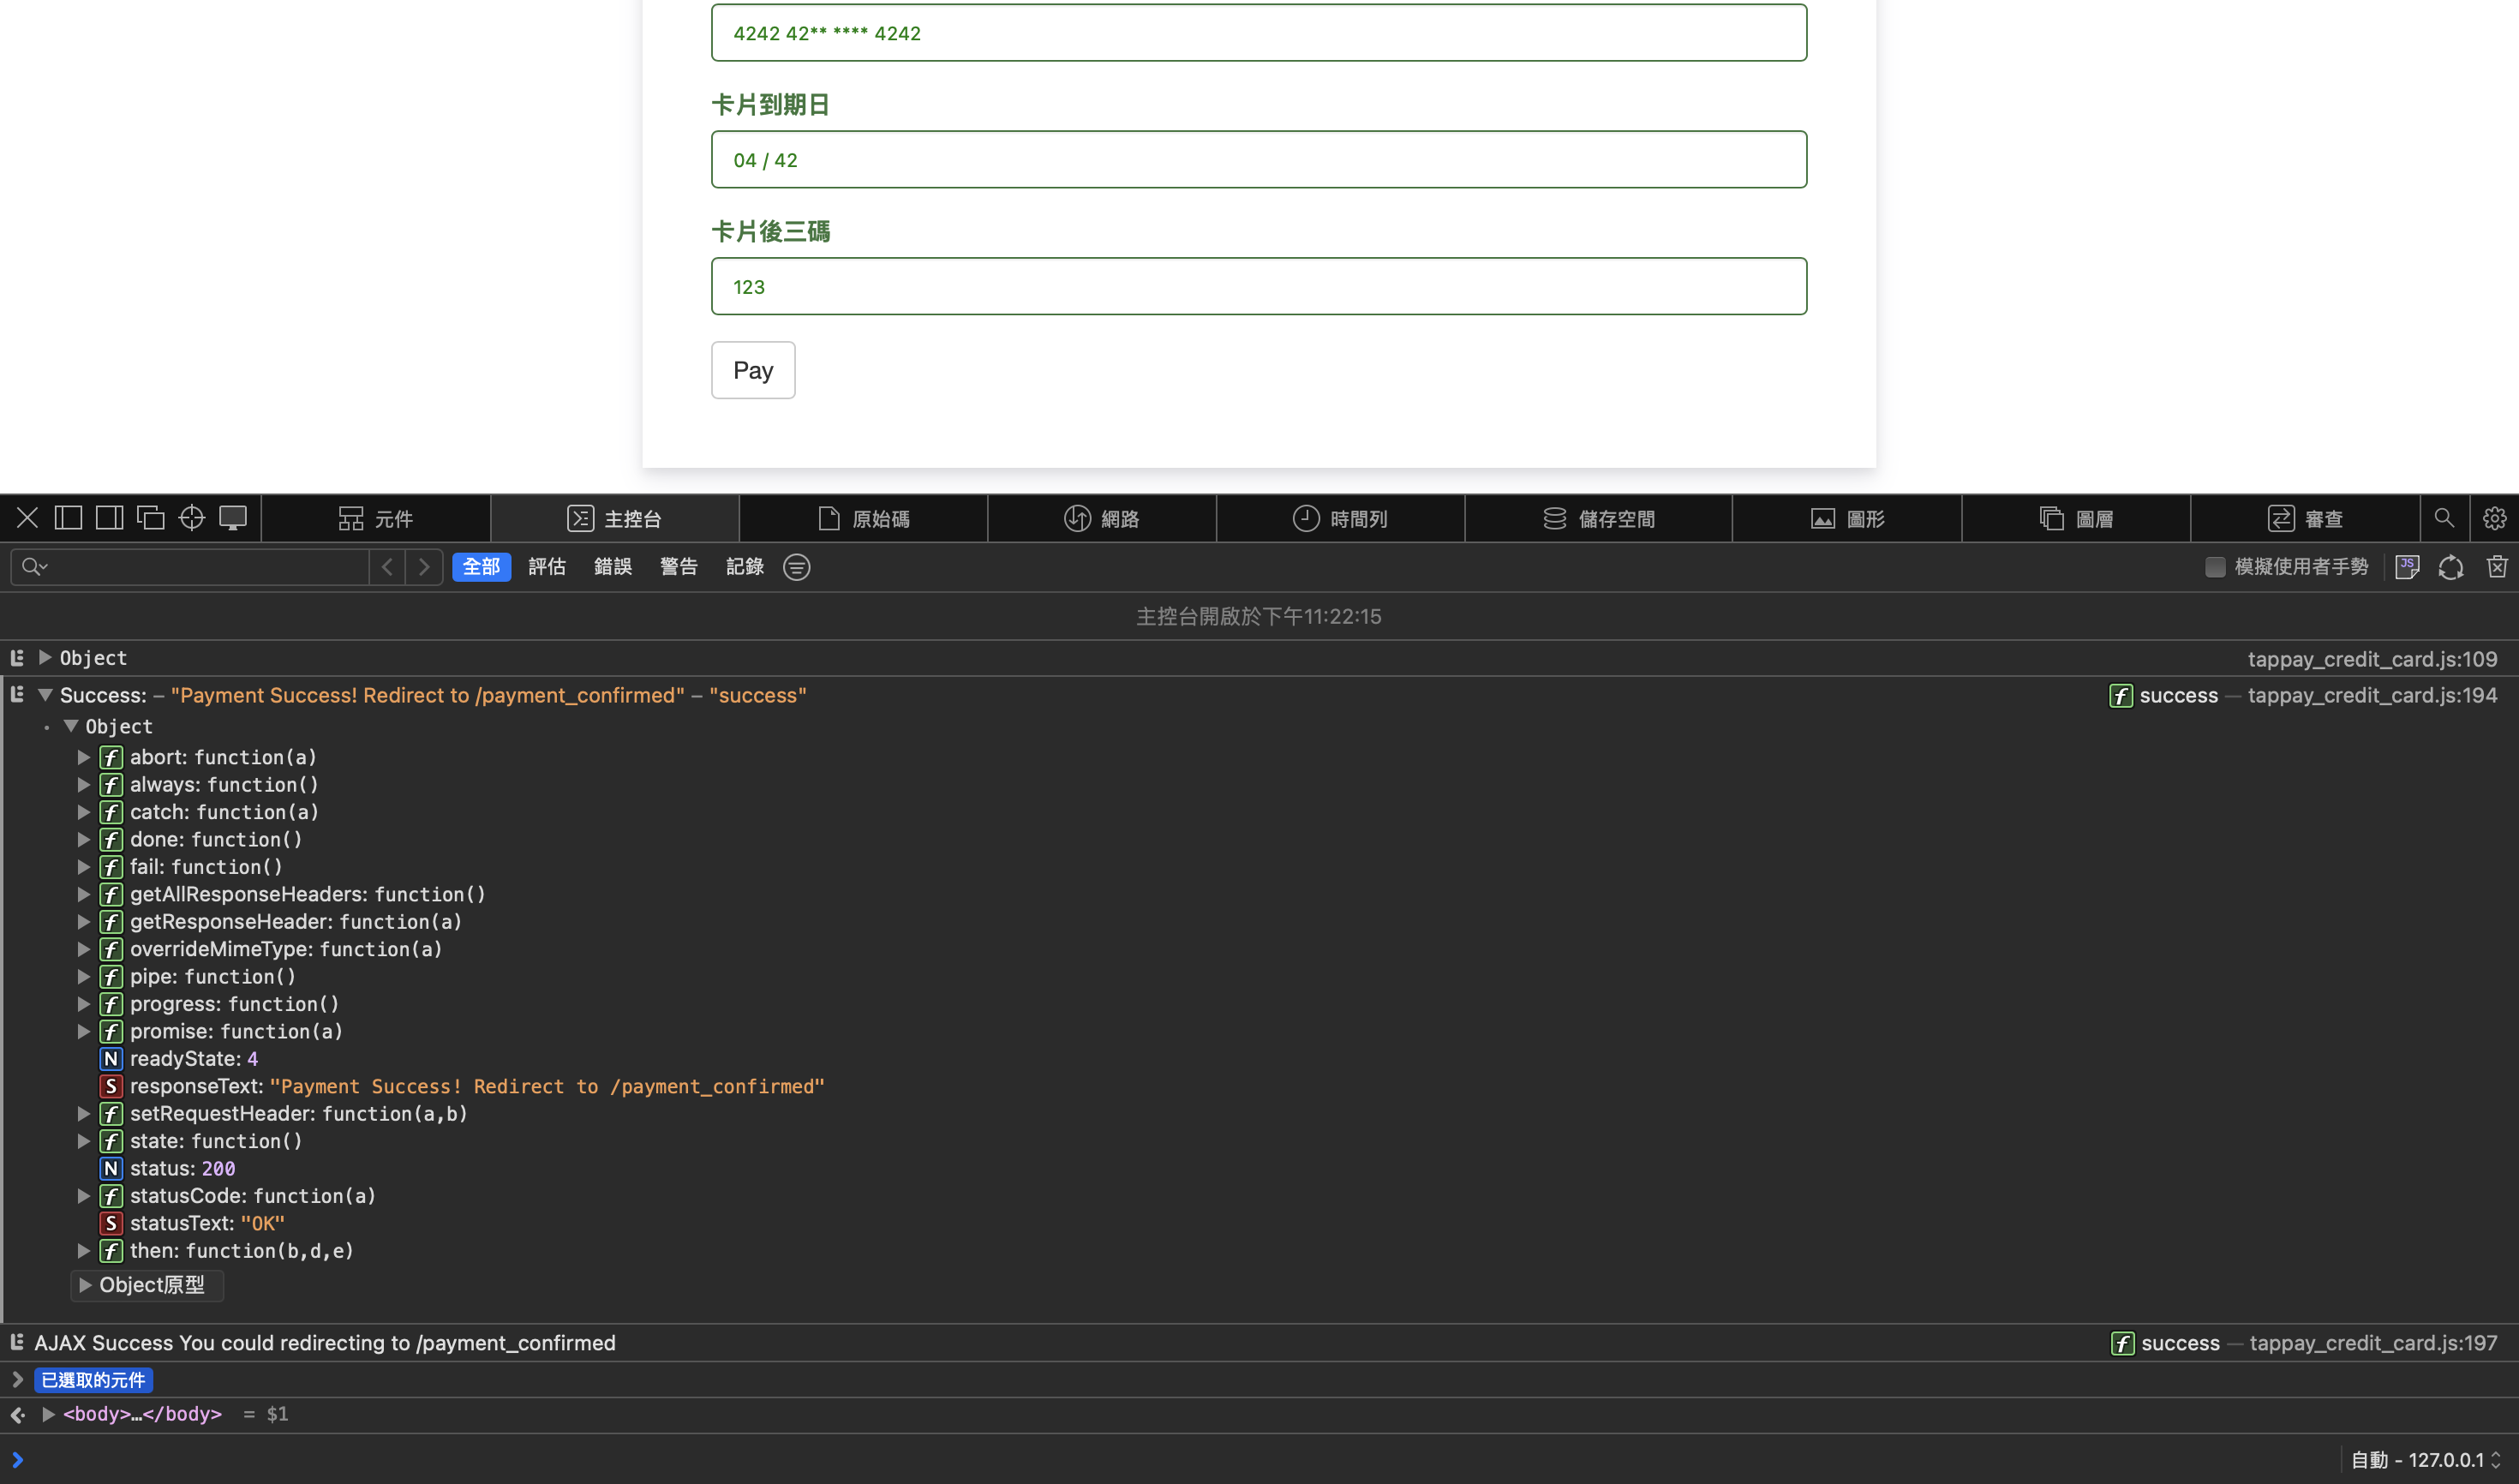 4242 42** **** 4242
卡片到期日
04 / 42
卡片後三碼
123
Pay
元件 主控台 原始碼 網路 時間列 儲存空間 圖形 圖層 審查
全部 評估 錯誤 警告 記錄 模擬使用者手勢 JS
主控台開啟於下午11:22:15
Object tappay_credit_card.js:109
Success: – "Payment Success! Redirect to /payment_confirmed" – "success" f success — tappay_credit_card.js:194
Object
f abort: function(a)
f always: function()
f catch: function(a)
f done: function()
f fail: function()
f getAllResponseHeaders: function()
f getResponseHeader: function(a)
f overrideMimeType: function(a)
f pipe: function()
f progress: function()
f promise: function(a)
N readyState: 4
S responseText: "Payment Success! Redirect to /payment_confirmed"
f setRequestHeader: function(a,b)
f state: function()
N status: 200
f statusCode: function(a)
S statusText: "OK"
f then: function(b,d,e)
Object原型
AJAX Success You could redirecting to /payment_confirmed f success — tappay_credit_card.js:197
已選取的元件
<body>…</body> = $1
自動 - 127.0.0.1